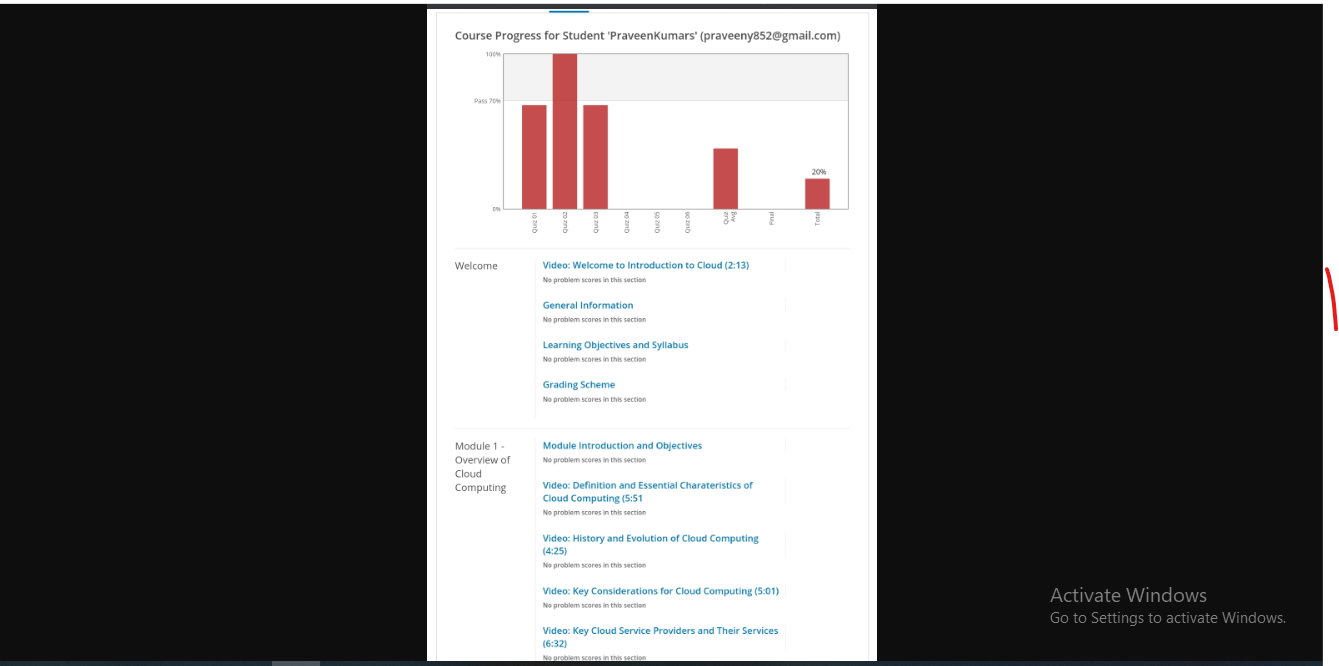 Course Progress for Student 'PraveenKumars' (praveeny852@gmail.com)
100%
Pass 70%
0%
20%
Quiz 01
Quiz 02
Quiz 03
Quiz 04
Quiz 05
Quiz 06
Quiz Avg
Final
Total
Welcome
Video: Welcome to Introduction to Cloud (2:13)
No problem scores in this section
General Information
No problem scores in this section
Learning Objectives and Syllabus
No problem scores in this section
Grading Scheme
No problem scores in this section
Module 1 -
Overview of
Cloud
Computing
Module Introduction and Objectives
No problem scores in this section
Video: Definition and Essential Charateristics of
Cloud Computing (5:51
No problem scores in this section
Video: History and Evolution of Cloud Computing
(4:25)
No problem scores in this section
Video: Key Considerations for Cloud Computing (5:01)
No problem scores in this section
Video: Key Cloud Service Providers and Their Services
(6:32)
No problem scores in this section
Activate Windows
Go to Settings to activate Windows.